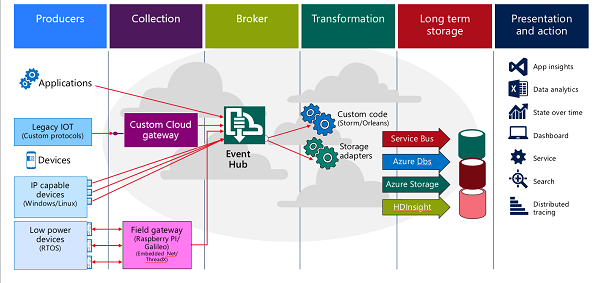 Producers
Collection
Broker
Transformation
Long term
storage
Presentation
and action
Applications
Legacy IOT
(Custom protocols)
Devices
IP capable
devices
(Windows/Linux)
Low power
devices
(RTOS)
Custom Cloud
gateway
Field gateway
(Raspberry PI/
Galileo)
(Embedded .Net/
ThreadX)
Event
Hub
Custom code
(Storm/Orleans)
Storage
adapters
Service Bus
Azure Dbs
Azure Storage
HDInsight
App insights
Data analytics
State over time
Dashboard
Service
Search
Distributed
tracing